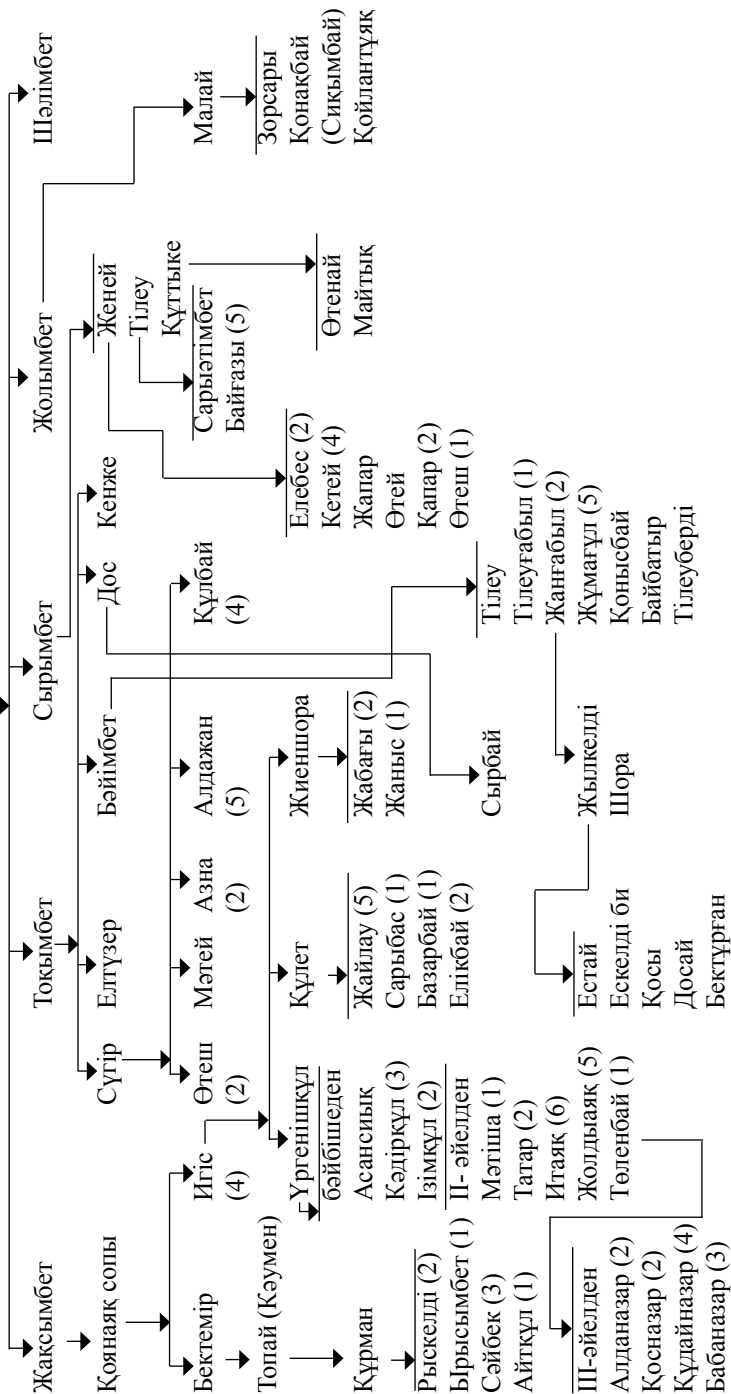 Жақсымбет
Тоқымбет
Сырымбет
Жолымбет
Шәлімбет
Қоянаяқ сопы
Сүгір
Елтүзер
Бәйімбет
Дос
Кенже
Женей
Тілеу
Құттыке
Малай
Бектемір
Игіс
(4)
Өтеш
(2)
Мәтей
Азна
(2)
Алдажан
(5)
Құлбай
(4)
Сарыәтімбет
Байғазы (5)
Зорсары
Қонақбай
(Сиқымбай)
Қойлантұяқ
Топай (Кәумен)
Үргенішқұл
бәйбішеден
Асансиық
Кәдірқұл (3)
Ізімқұл (2)
ІІ- әйелден
Мәтіша (1)
Татар (2)
Итаяқ (6)
Жолдыаяқ (5)
Төленбай (1)
Құлет
Жиеншора
Елебес (2)
Кетей (4)
Жапар
Өтей
Қапар (2)
Өтеш (1)
Өтенай
Майтық
Құрман
Жайлау (5)
Сарыбас (1)
Базарбай (1)
Елікбай (2)
Жабағы (2)
Жаныс (1)
Рыскелді (2)
Ырысымбет (1)
Сәйбек (3)
Айтқұл (1)
Сырбай
Тілеу
Тілеуғабыл (1)
Жанғабыл (2)
Жұмағұл (5)
Қонысбай
Байбатыр
Тілеуберді
ІІІ-әйелден
Алданазар (2)
Қосназар (2)
Құдайназар (4)
Бабаназар (3)
Естай
Ескелді би
Қосы
Досай
Бектұрған
Жылкелді
Шора